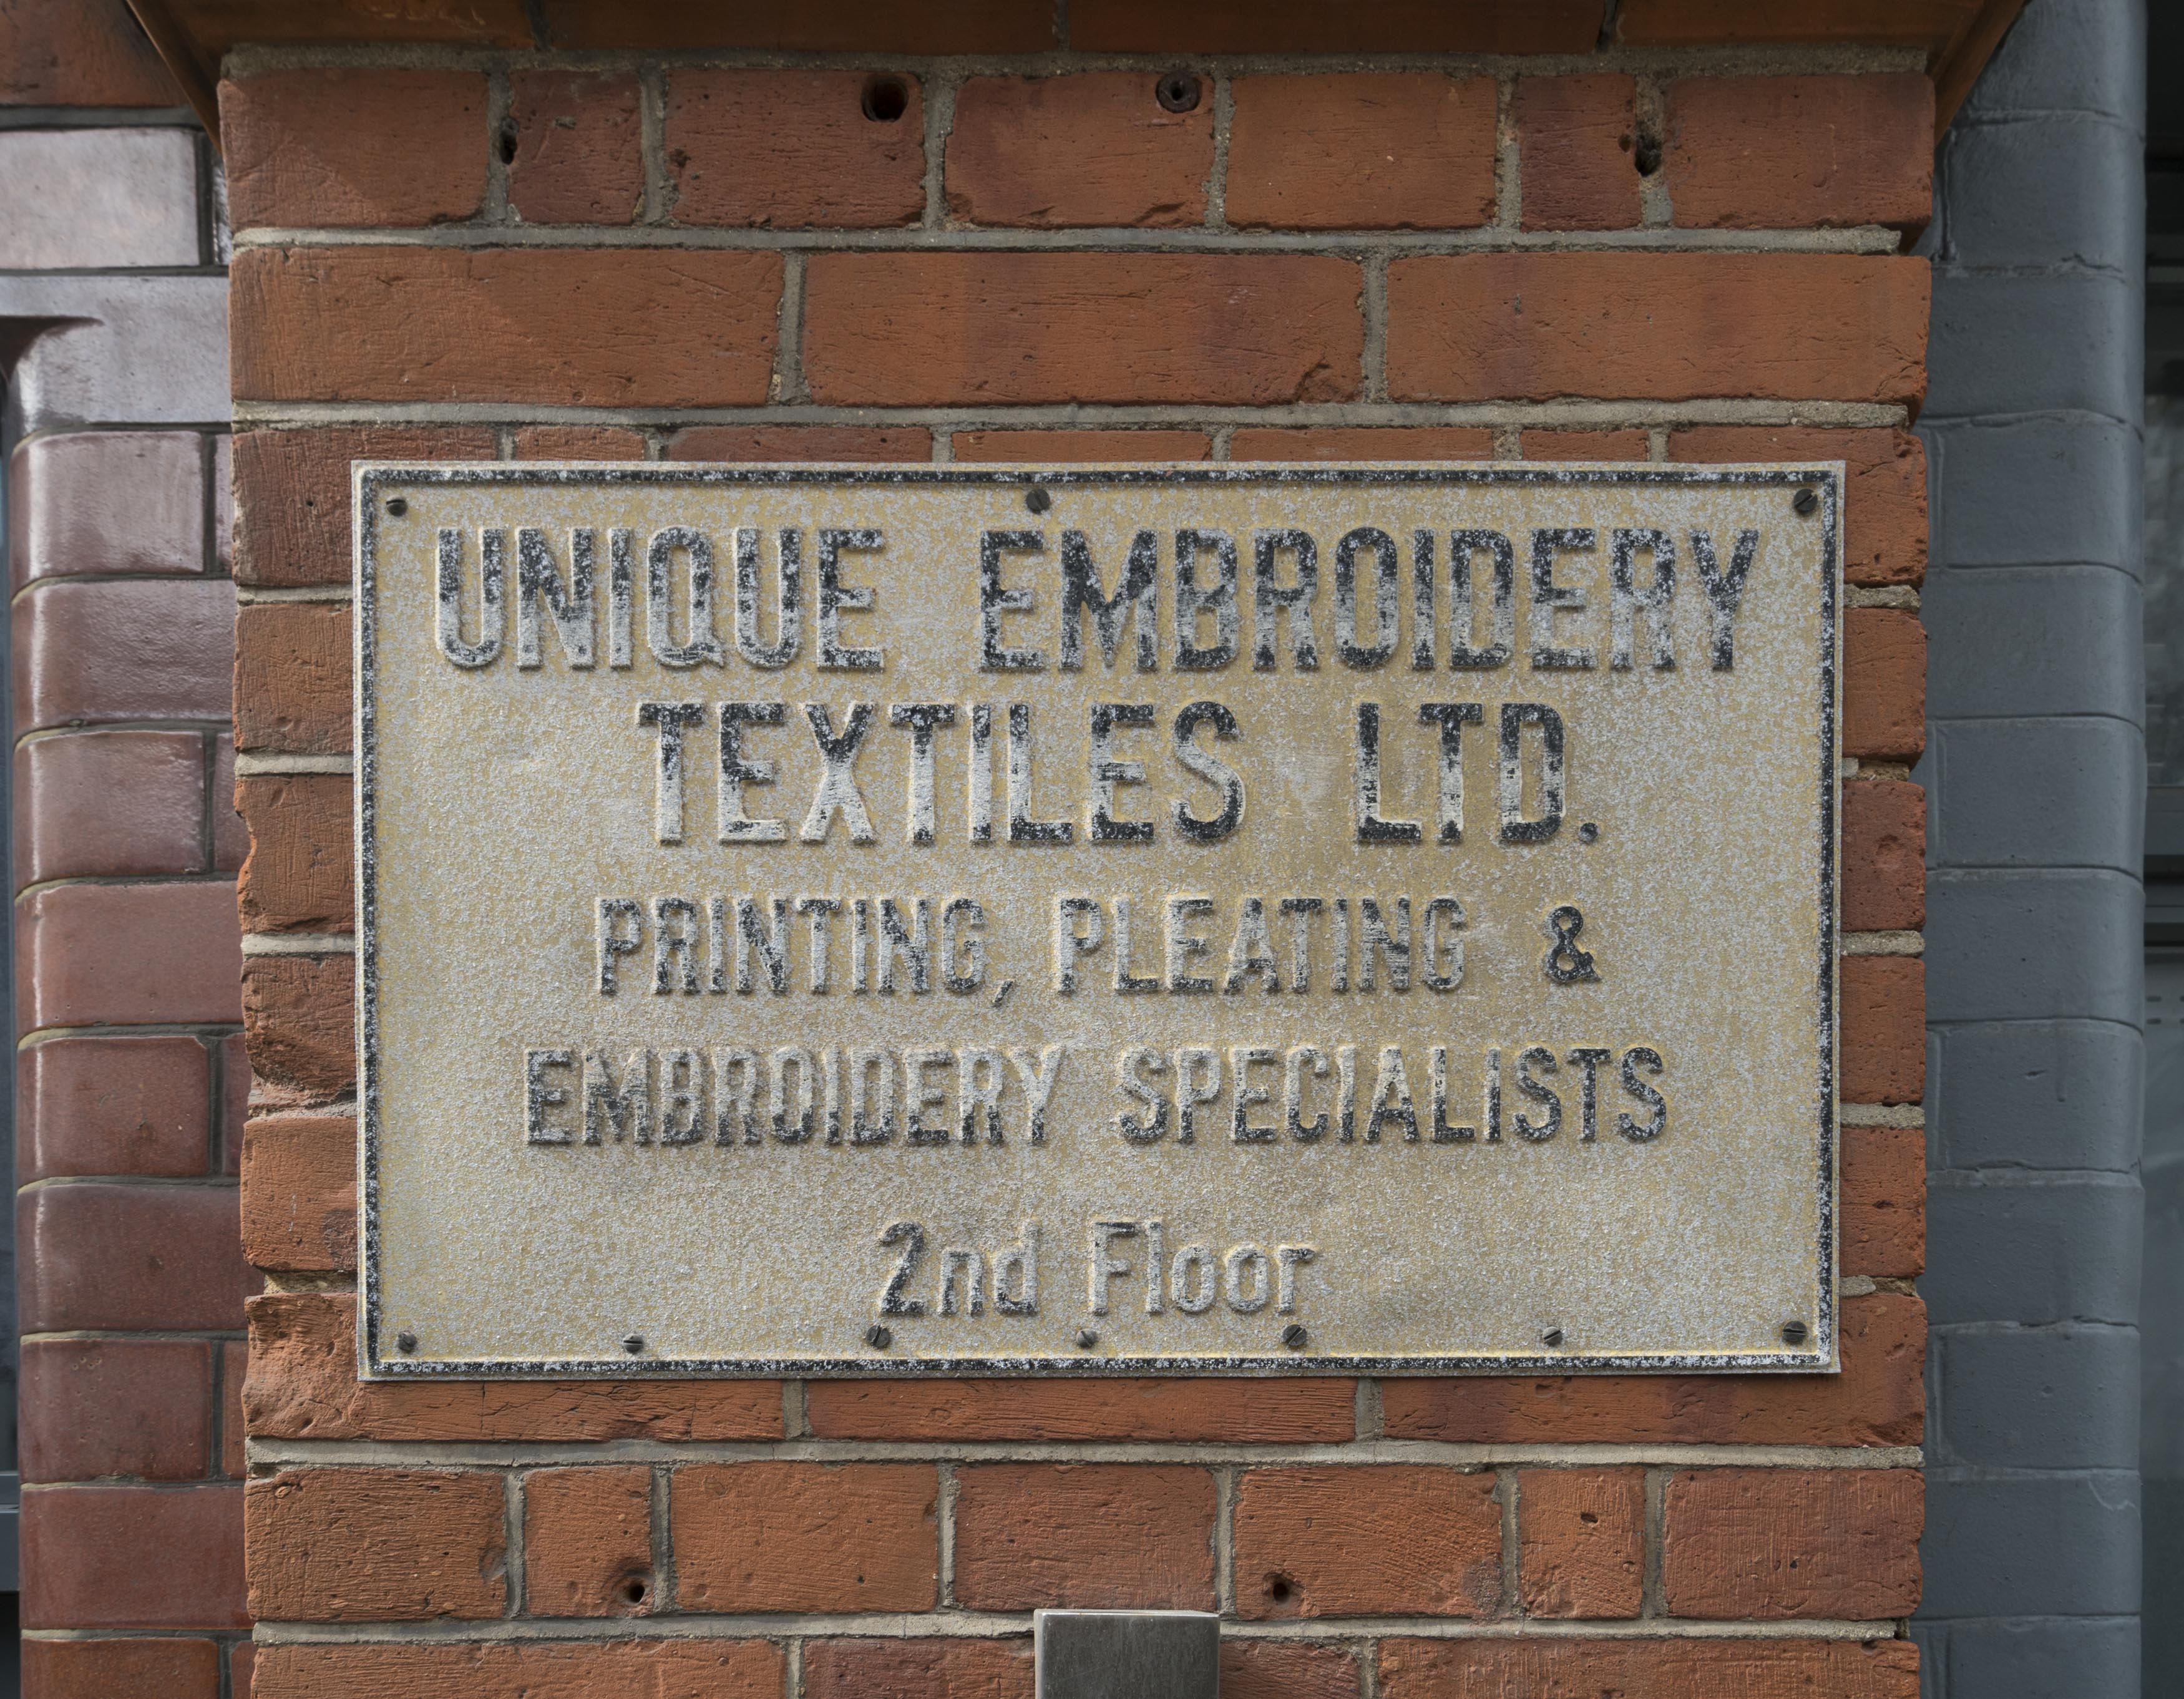 UNIQUE EMBROIDERY
TEXTILES LTD.
PRINTING, PLEATING &
EMBROIDERY SPECIALISTS
2nd Floor